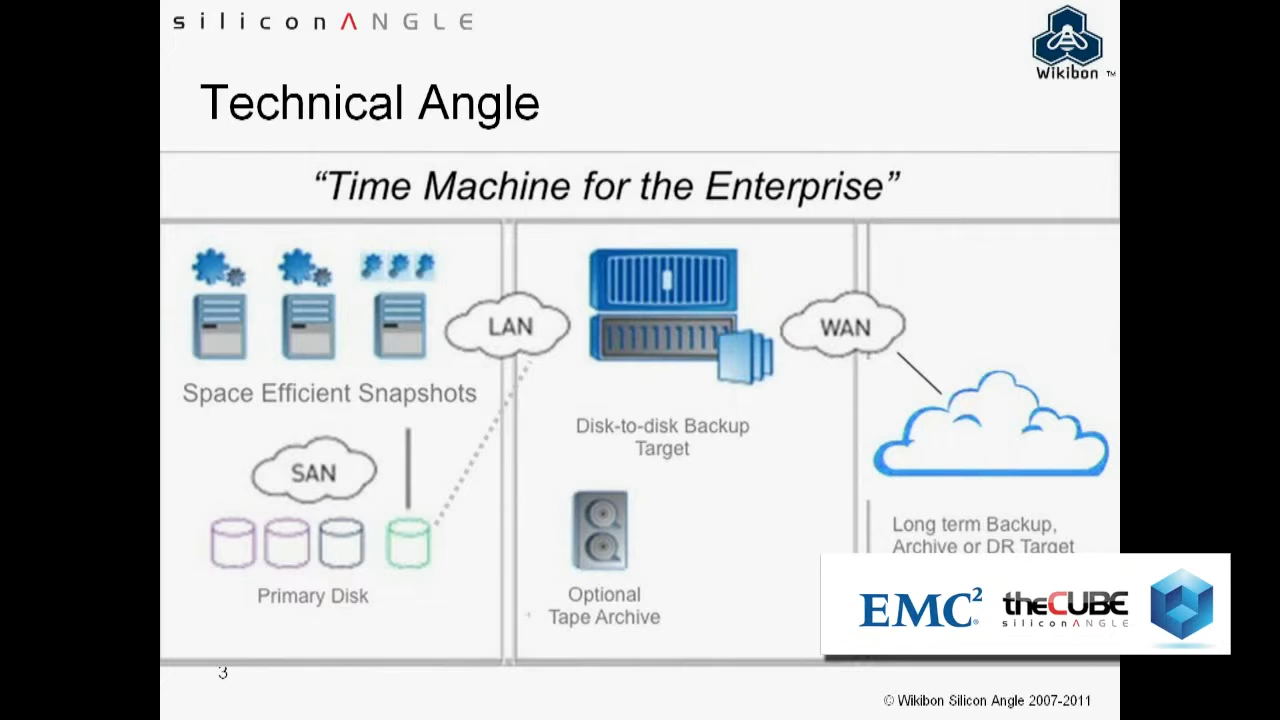 siliconANGLE
Wikibon ™
Technical Angle
“Time Machine for the Enterprise”
LAN
WAN
Space Efficient Snapshots
Disk-to-disk Backup
Target
SAN
Long term Backup,
Archive or DR Target
Primary Disk
Optional
Tape Archive
EMC²®
theCUBE
siliconANGLE
3
© Wikibon Silicon Angle 2007-2011